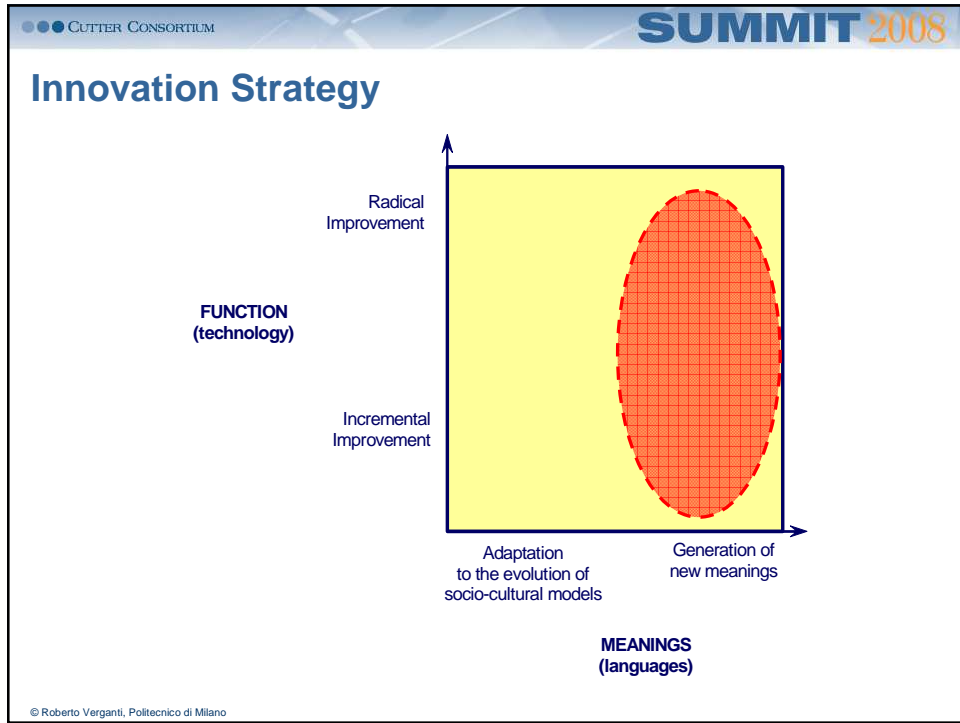 CUTTER CONSORTIUM
SUMMIT 2008
Innovation Strategy
Radical
Improvement
FUNCTION
(technology)
Incremental
Improvement
Adaptation
to the evolution of
socio-cultural models
Generation of
new meanings
MEANINGS
(languages)
© Roberto Verganti, Politecnico di Milano